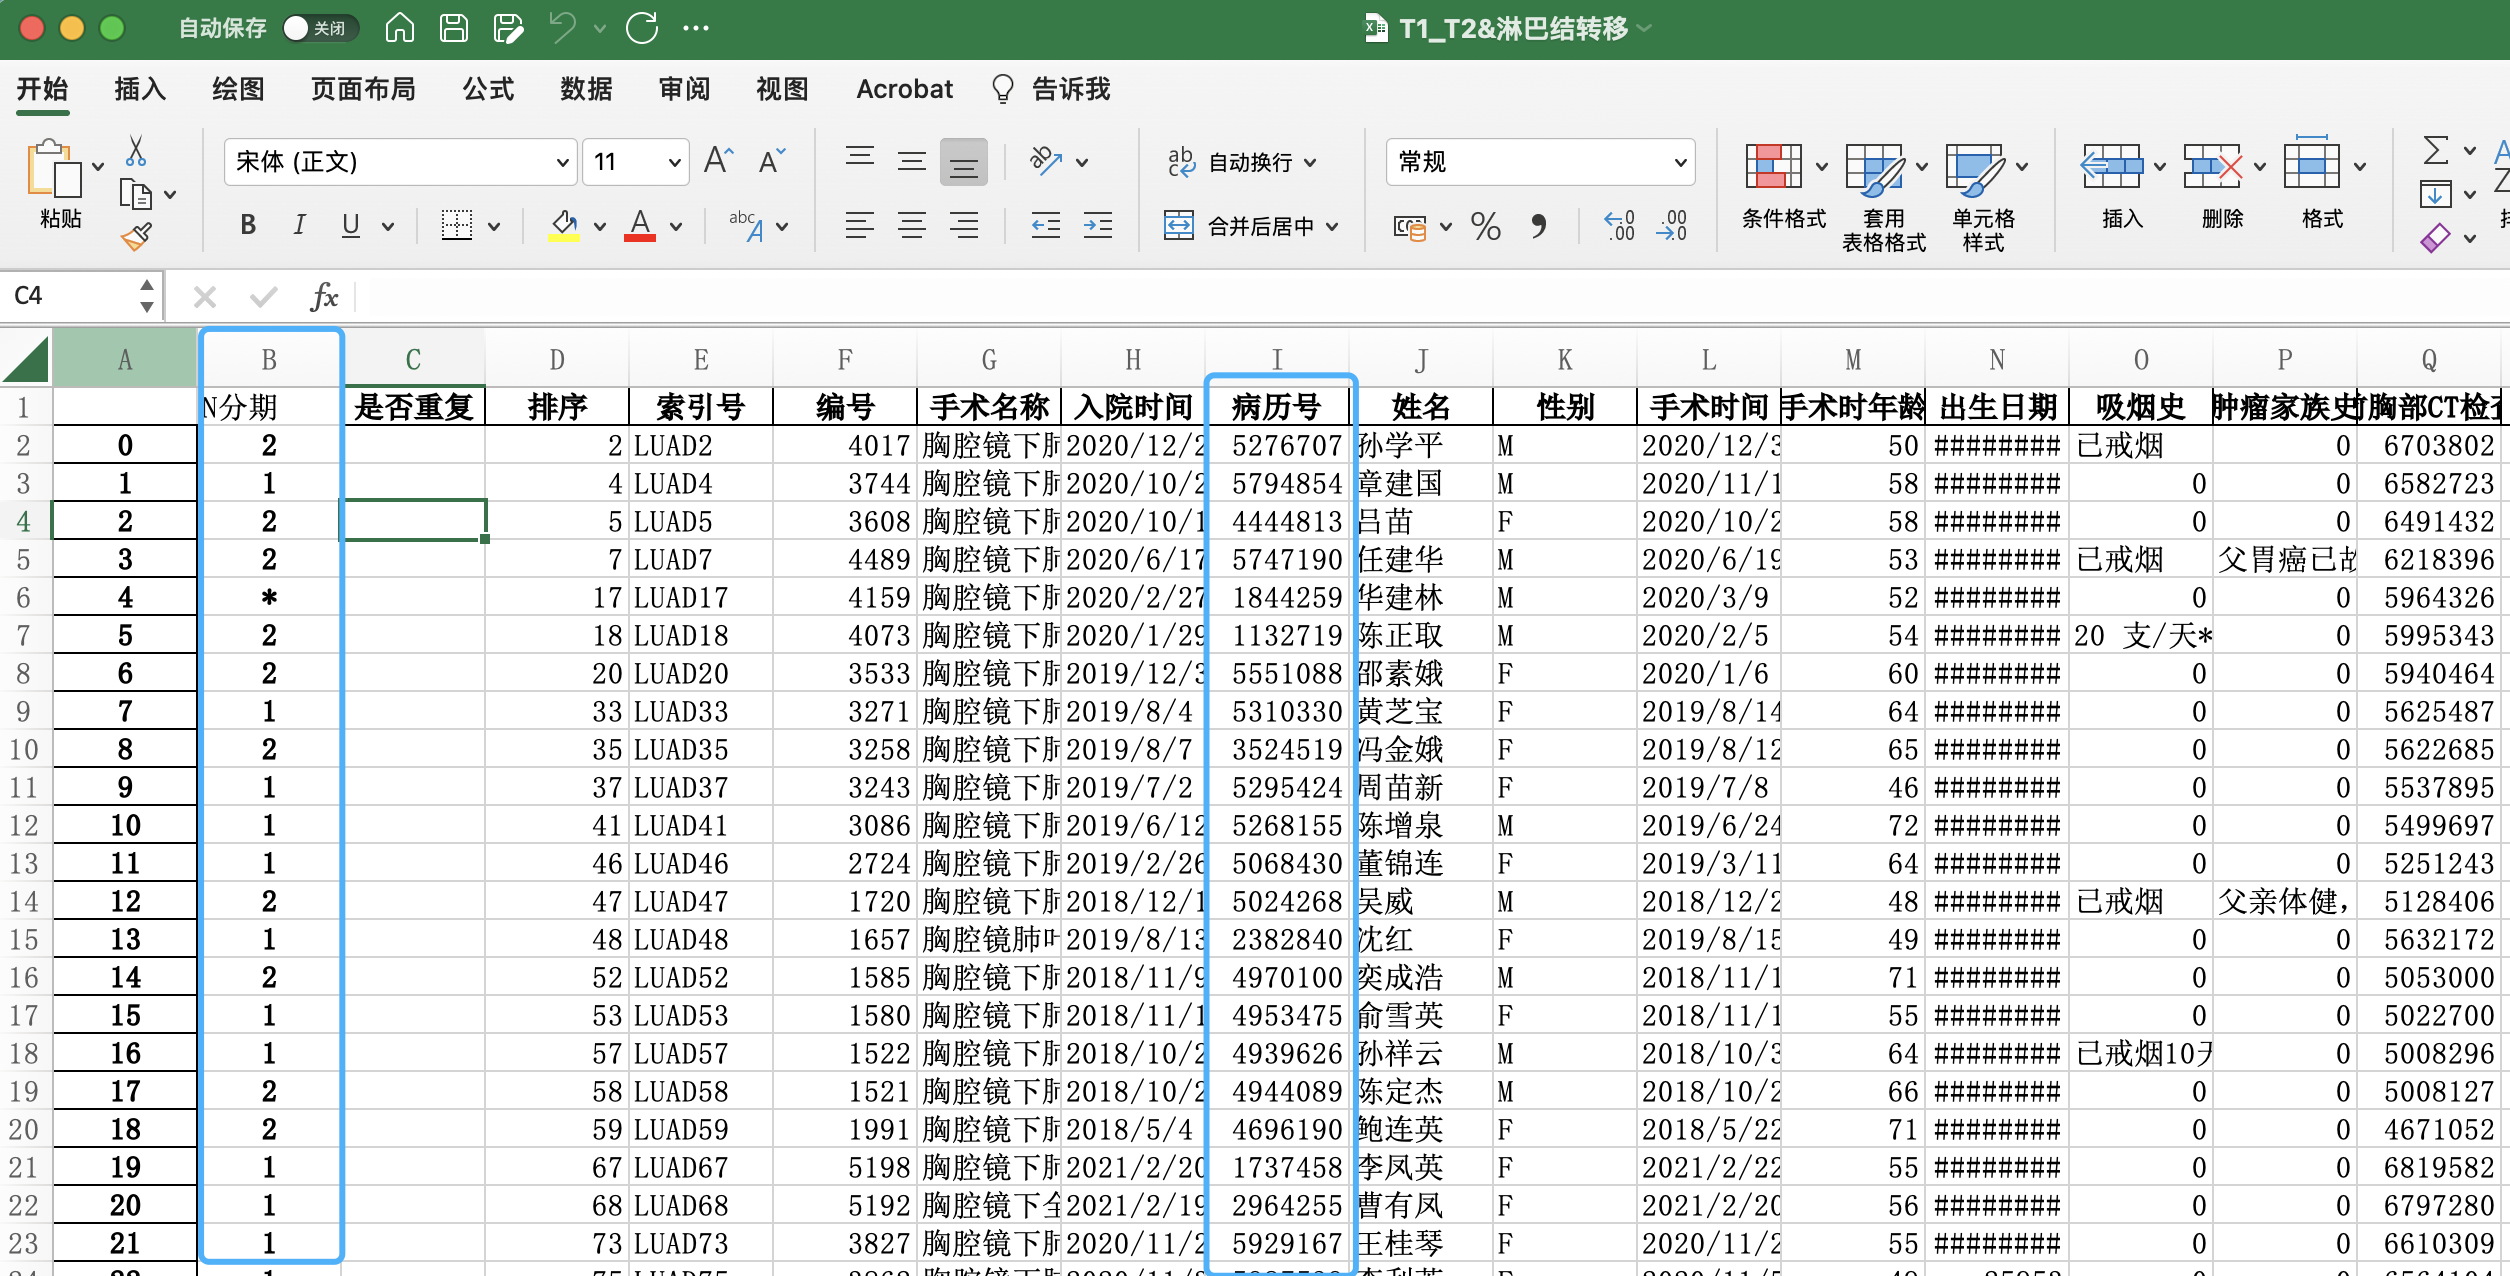 自动保存 关闭 T1_T2&淋巴结转移
开始 插入 绘图 页面布局 公式 数据 审阅 视图 Acrobat 告诉我
粘贴 宋体 (正文) 11 自动换行 常规 条件格式 套用 表格格式 单元格 样式 插入 删除 格式
B I U 合并后居中
C4 fx
A B C D E F G H I J K L M N O P Q
1 N分期 是否重复 排序 索引号 编号 手术名称 入院时间 病历号 姓名 性别 手术时间 手术时年龄 出生日期 吸烟史 肿瘤家族史 胸部CT检
2 0 2 2 LUAD2 4017 胸腔镜下肺 2020/12/2 5276707 孙学平 M 2020/12/3 50 ######## 已戒烟 0 6703802
3 1 1 4 LUAD4 3744 胸腔镜下肺 2020/10/2 5794854 章建国 M 2020/11/1 58 ######## 0 0 6582723
4 2 2 5 LUAD5 3608 胸腔镜下肺 2020/10/1 4444813 吕苗 F 2020/10/2 58 ######## 0 0 6491432
5 3 2 7 LUAD7 4489 胸腔镜下肺 2020/6/17 5747190 任建华 M 2020/6/19 53 ######## 已戒烟 父胃癌已故 6218396
6 4 * 17 LUAD17 4159 胸腔镜下肺 2020/2/27 1844259 华建林 M 2020/3/9 52 ######## 0 0 5964326
7 5 2 18 LUAD18 4073 胸腔镜下肺 2020/1/29 1132719 陈正取 M 2020/2/5 54 ######## 20 支/天* 0 5995343
8 6 2 20 LUAD20 3533 胸腔镜下肺 2019/12/3 5551088 邵素娥 F 2020/1/6 60 ######## 0 0 5940464
9 7 1 33 LUAD33 3271 胸腔镜下肺 2019/8/4 5310330 黄芝宝 F 2019/8/14 64 ######## 0 0 5625487
10 8 2 35 LUAD35 3258 胸腔镜下肺 2019/8/7 3524519 冯金娥 F 2019/8/12 65 ######## 0 0 5622685
11 9 1 37 LUAD37 3243 胸腔镜下肺 2019/7/2 5295424 周苗新 F 2019/7/8 46 ######## 0 0 5537895
12 10 1 41 LUAD41 3086 胸腔镜下肺 2019/6/12 5268155 陈增泉 M 2019/6/24 72 ######## 0 0 5499697
13 11 1 46 LUAD46 2724 胸腔镜下肺 2019/2/26 5068430 董锦连 F 2019/3/11 64 ######## 0 0 5251243
14 12 2 47 LUAD47 1720 胸腔镜下肺 2018/12/1 5024268 吴威 M 2018/12/2 48 ######## 已戒烟 父亲体健， 5128406
15 13 1 48 LUAD48 1657 胸腔镜肺叶 2019/8/13 2382840 沈红 F 2019/8/15 49 ######## 0 0 5632172
16 14 2 52 LUAD52 1585 胸腔镜下肺 2018/11/9 4970100 奕成浩 M 2018/11/1 71 ######## 0 0 5053000
17 15 1 53 LUAD53 1580 胸腔镜下肺 2018/11/1 4953475 俞雪英 F 2018/11/1 55 ######## 0 0 5022700
18 16 1 57 LUAD57 1522 胸腔镜下肺 2018/10/2 4939626 孙祥云 M 2018/10/3 64 ######## 已戒烟10天 0 5008296
19 17 2 58 LUAD58 1521 胸腔镜下肺 2018/10/2 4944089 陈定杰 M 2018/10/2 66 ######## 0 0 5008127
20 18 2 59 LUAD59 1991 胸腔镜下肺 2018/5/4 4696190 鲍连英 F 2018/5/22 71 ######## 0 0 4671052
21 19 1 67 LUAD67 5198 胸腔镜下肺 2021/2/20 1737458 李凤英 F 2021/2/22 55 ######## 0 0 6819582
22 20 1 68 LUAD68 5192 胸腔镜下全 2021/2/19 2964255 曹有凤 F 2021/2/20 56 ######## 0 0 6797280
23 21 1 73 LUAD73 3827 胸腔镜下肺 2020/11/2 5929167 王桂琴 F 2020/11/2 55 ######## 0 0 6610309